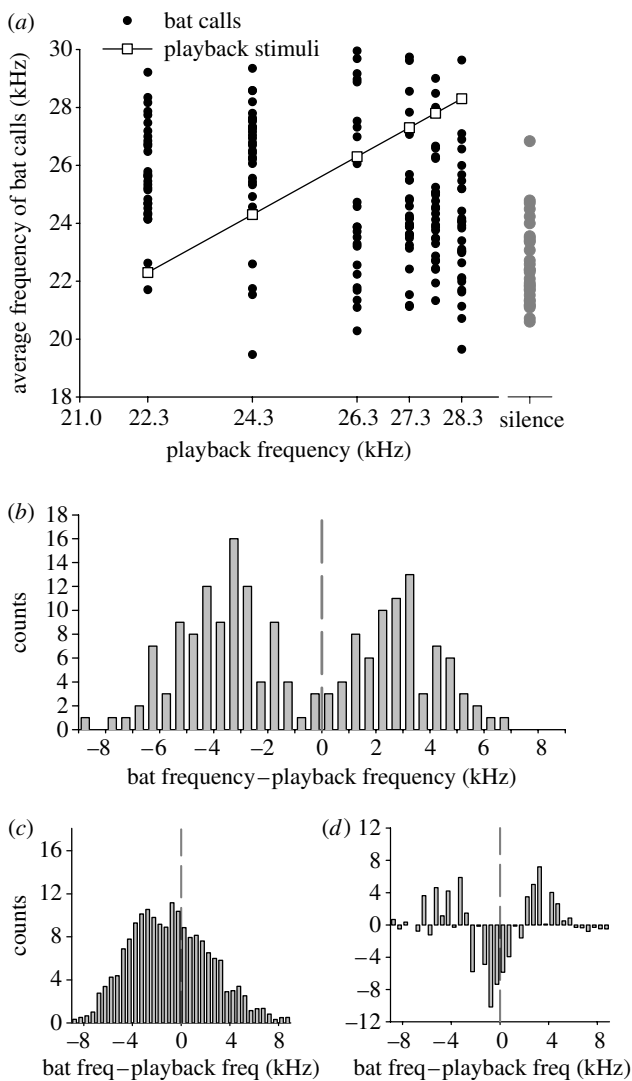 (a)
bat calls
playback stimuli
30
28
26
24
22
20
18
average frequency of bat calls (kHz)
21.0 22.3 24.3 26.3 27.3 28.5 silence
playback frequency (kHz)
(b)
18
16
14
12
10
8
6
4
2
0
counts
−8 −6 −4 −2 0 2 4 6 8
bat frequency–playback frequency (kHz)
(c)
16
12
8
4
0
counts
−8 −4 0 4 8
bat freq–playback freq (kHz)
(d)
12
8
4
0
−4
−8
−12
−8 −4 0 4 8
bat freq–playback freq (kHz)